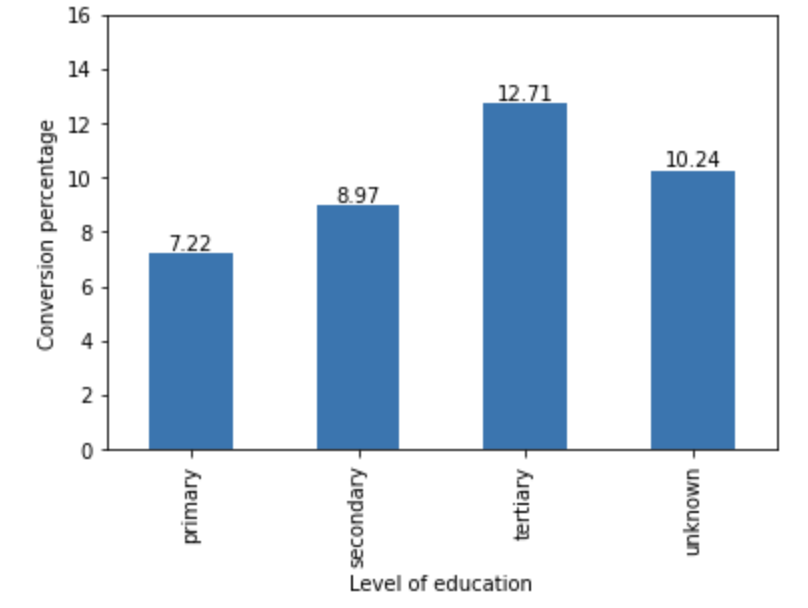 16
14
12
10
8
6
4
2
0
Conversion percentage
7.22
8.97
12.71
10.24
primary
secondary
tertiary
unknown
Level of education